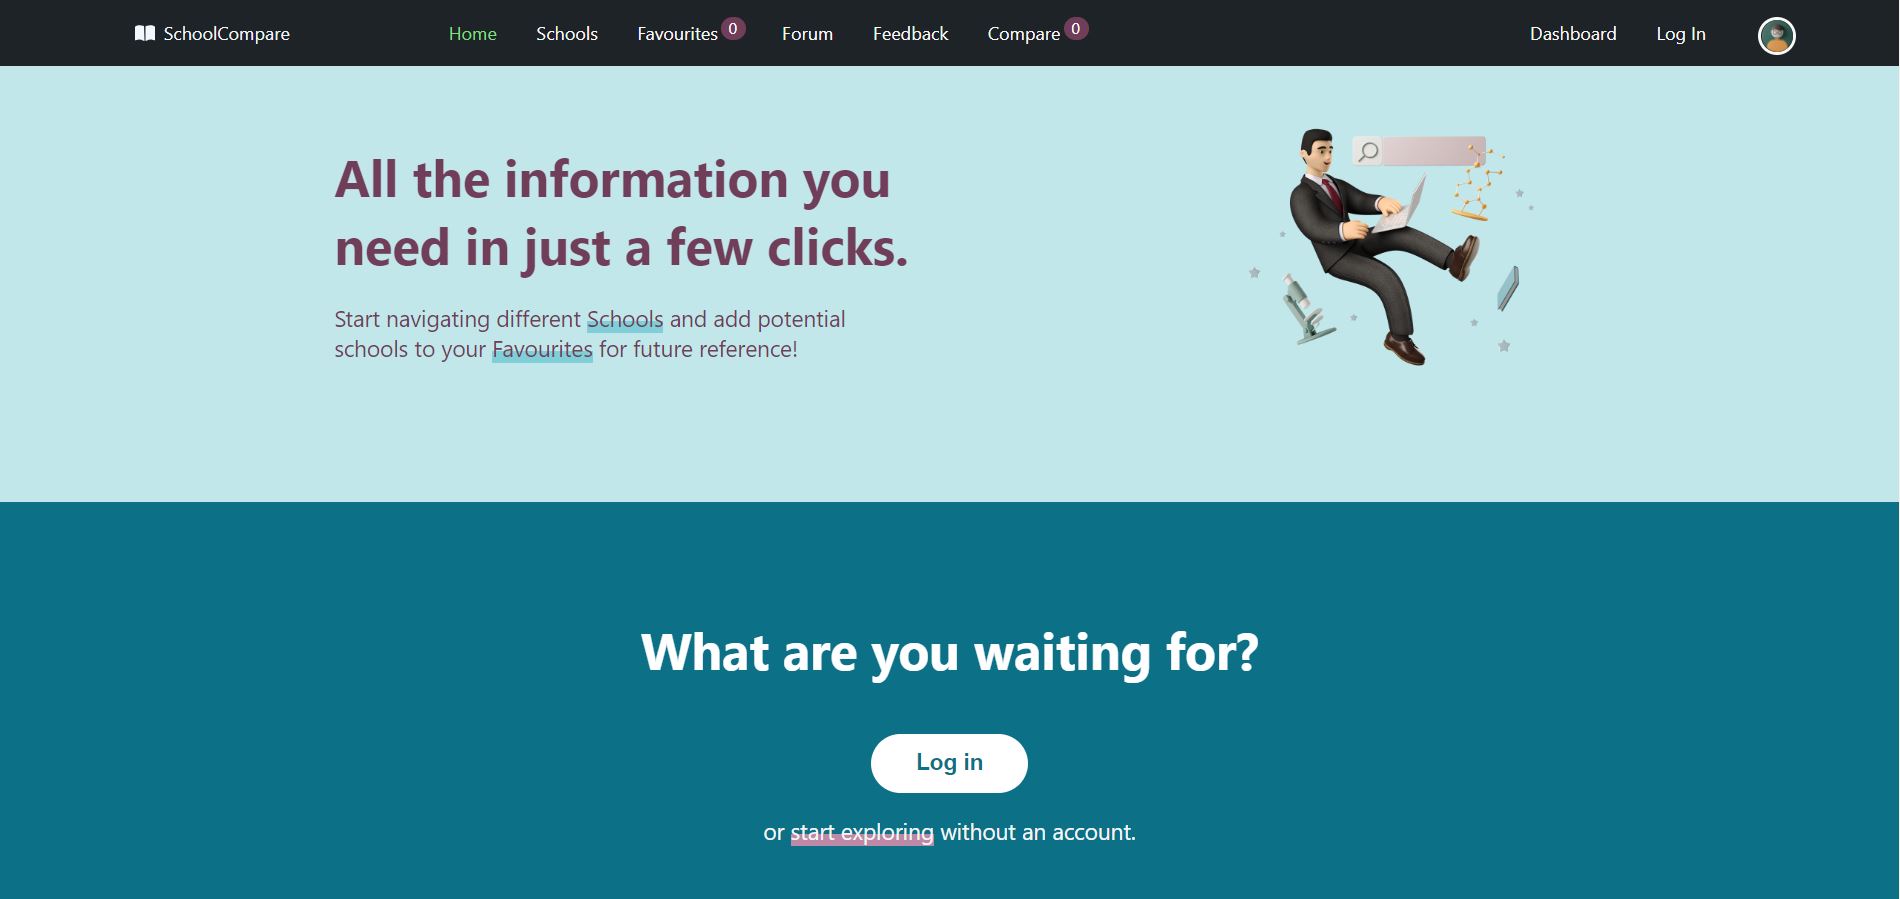 SchoolCompare
Home
Schools
Favourites 0
Forum
Feedback
Compare 0
Dashboard
Log In
All the information you
need in just a few clicks.
Start navigating different Schools and add potential
schools to your Favourites for future reference!
What are you waiting for?
Log in
or start exploring without an account.